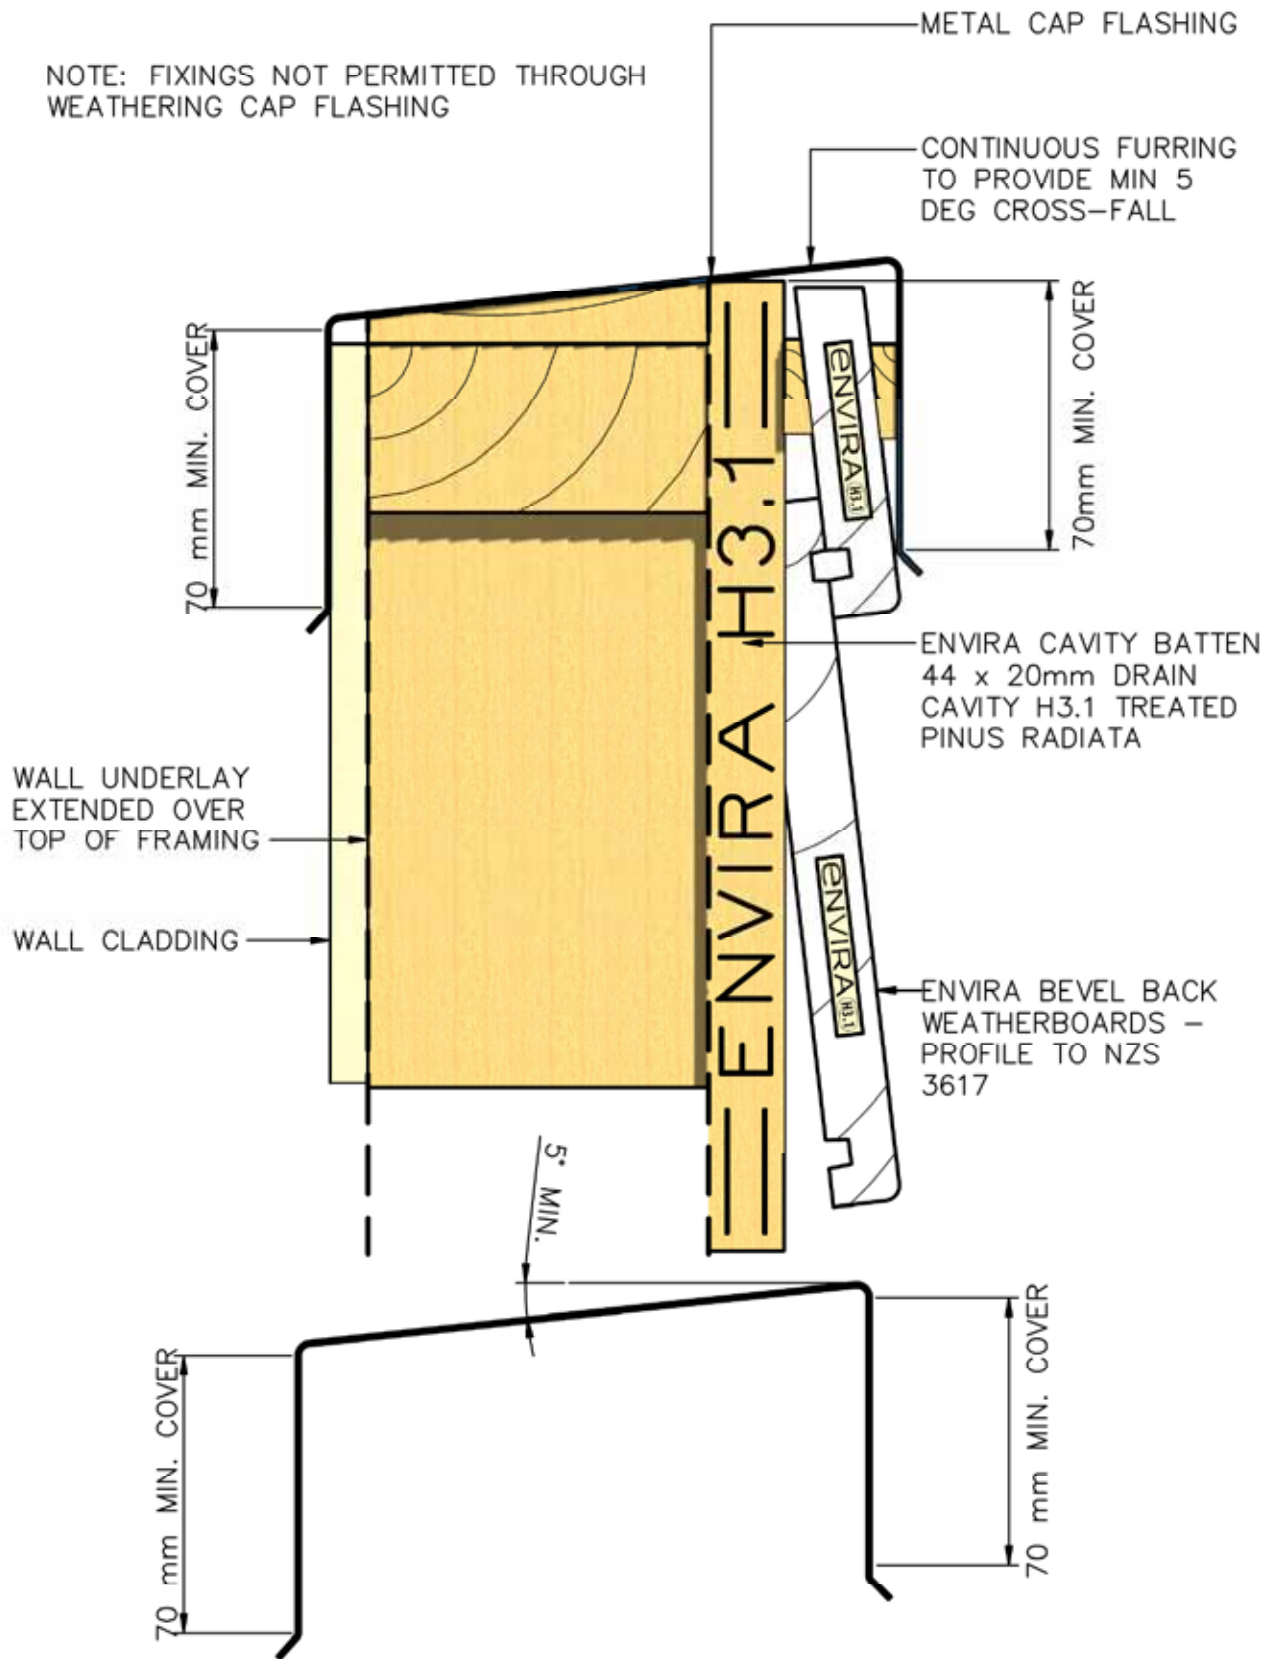 METAL CAP FLASHING
NOTE: FIXINGS NOT PERMITTED THROUGH
WEATHERING CAP FLASHING
CONTINUOUS FURRING
TO PROVIDE MIN 5
DEG CROSS-FALL
70 mm MIN. COVER
70mm MIN. COVER
ENVIRA H3.1
ENVIRA H3.1
ENVIRA CAVITY BATTEN
44 x 20mm DRAIN
CAVITY H3.1 TREATED
PINUS RADIATA
WALL UNDERLAY
EXTENDED OVER
TOP OF FRAMING
WALL CLADDING
ENVIRA H3.1
ENVIRA BEVEL BACK
WEATHERBOARDS -
PROFILE TO NZS
3617
5° MIN.
70 mm MIN. COVER
70 mm MIN. COVER